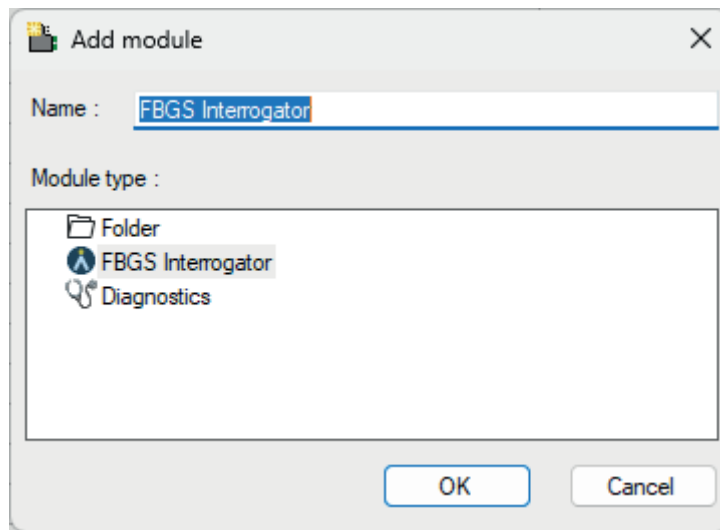 Add module
Name : FBGS Interrogator
Module type :
Folder
FBGS Interrogator
Diagnostics
OK Cancel